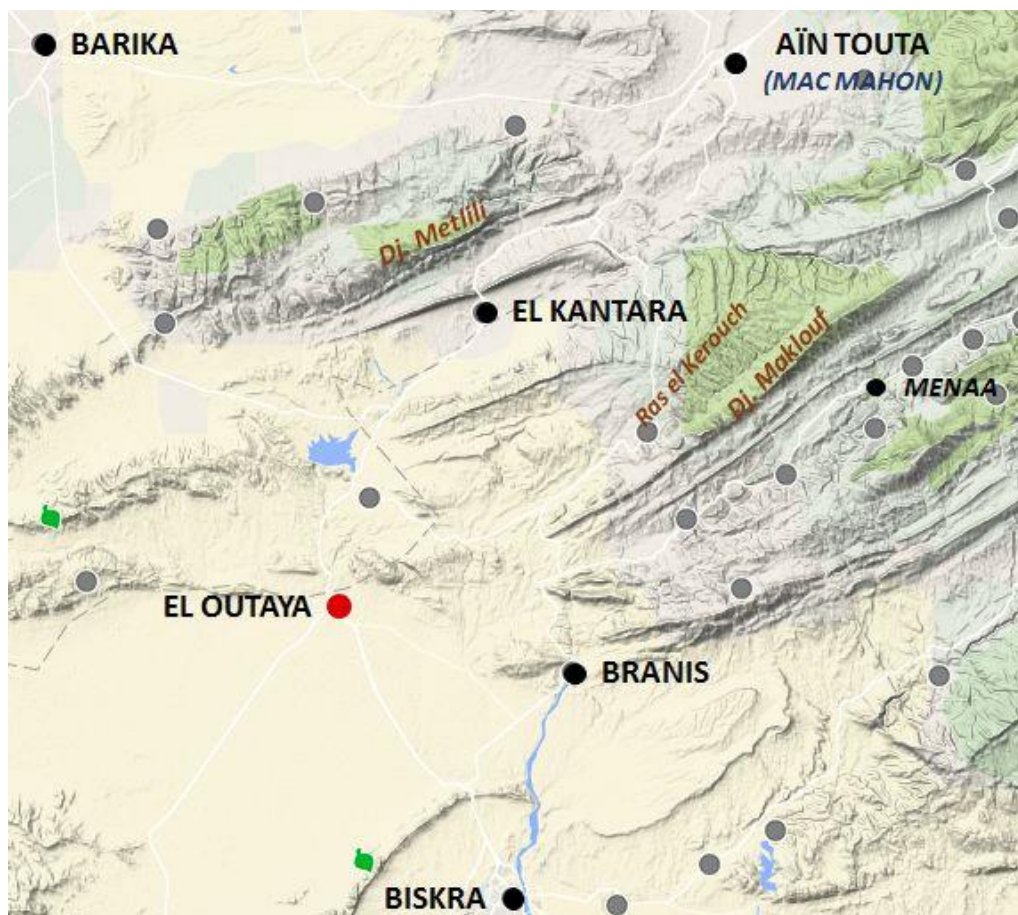 BARIKA
AÏN TOUTA
(MAC MAHON)
Dj. Metlili
EL KANTARA
Ras el Kerouch
Dj. Maklouf
MENAA
EL OUTAYA
BRANIS
BISKRA